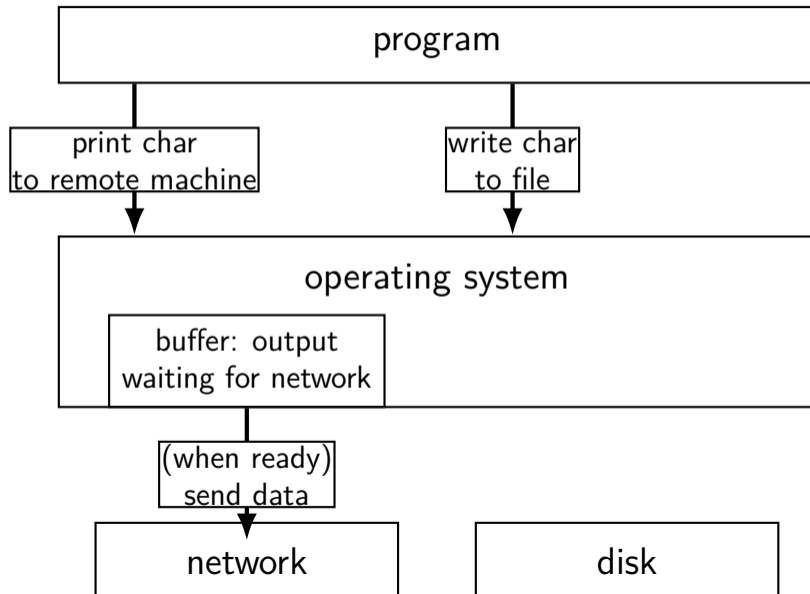 program
print char
to remote machine
write char
to file
operating system
buffer: output
waiting for network
(when ready)
send data
network
disk